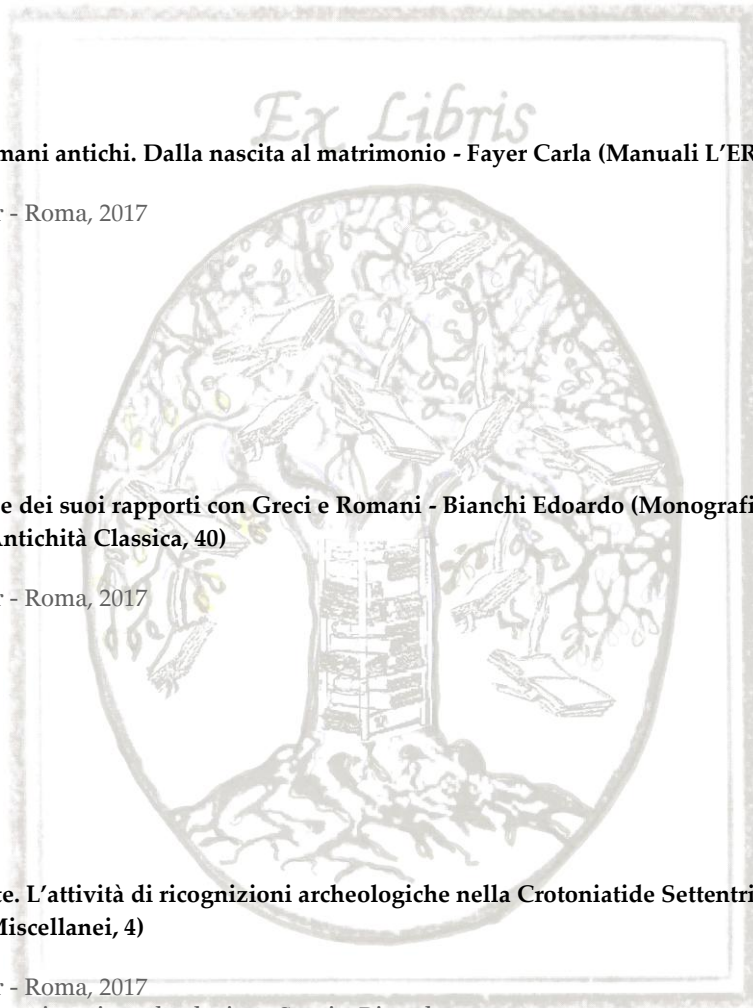 Ex Libris
mani antichi. Dalla nascita al matrimonio - Fayer Carla (Manuali L’ER
r - Roma, 2017
e dei suoi rapporti con Greci e Romani - Bianchi Edoardo (Monografi
Antichità Classica, 40)
r - Roma, 2017
te. L’attività di ricognizioni archeologiche nella Crotoniatide Settentri
Miscellanei, 4)
r - Roma, 2017